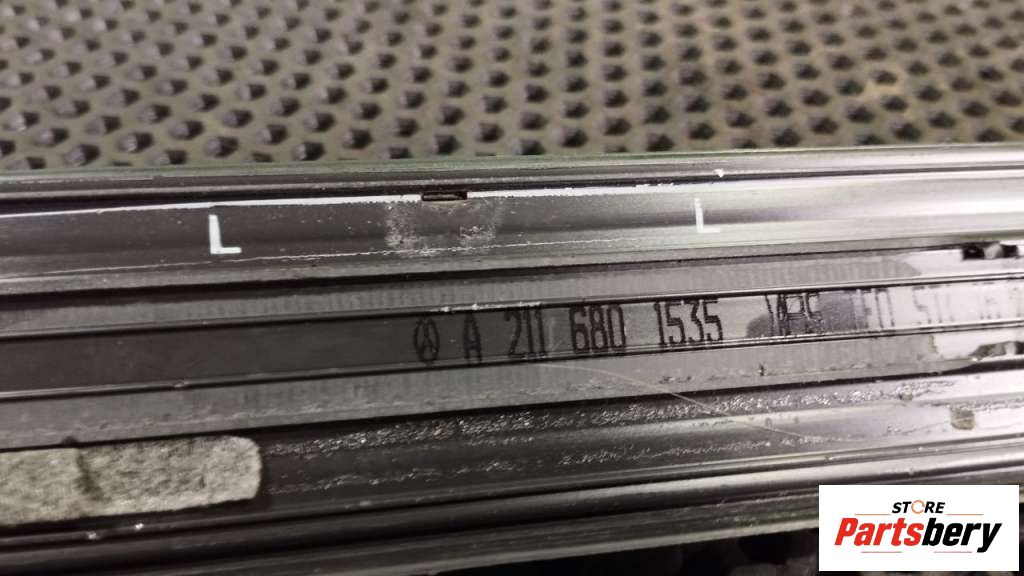 L L
A 211 680 1535
STORE
Partsbery